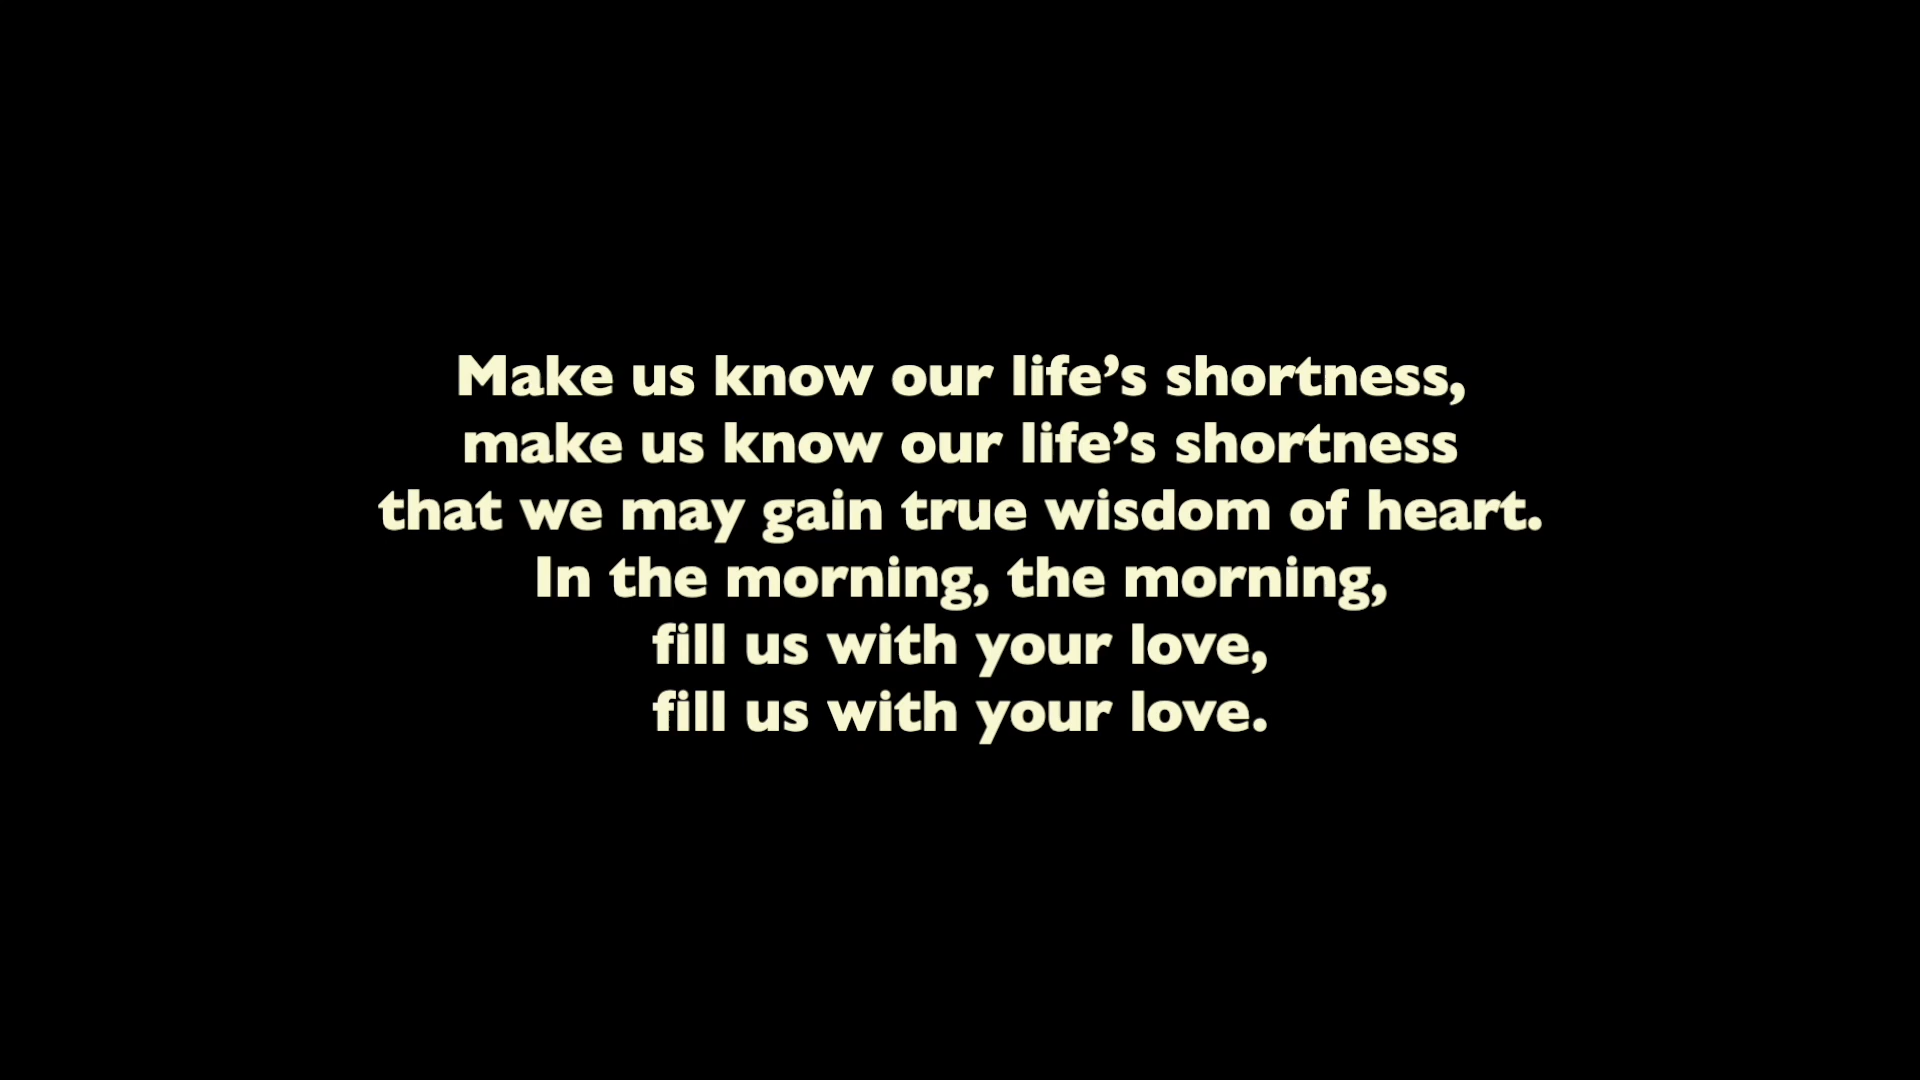 Make us know our life’s shortness,
make us know our life’s shortness
that we may gain true wisdom of heart.
In the morning, the morning,
fill us with your love,
fill us with your love.